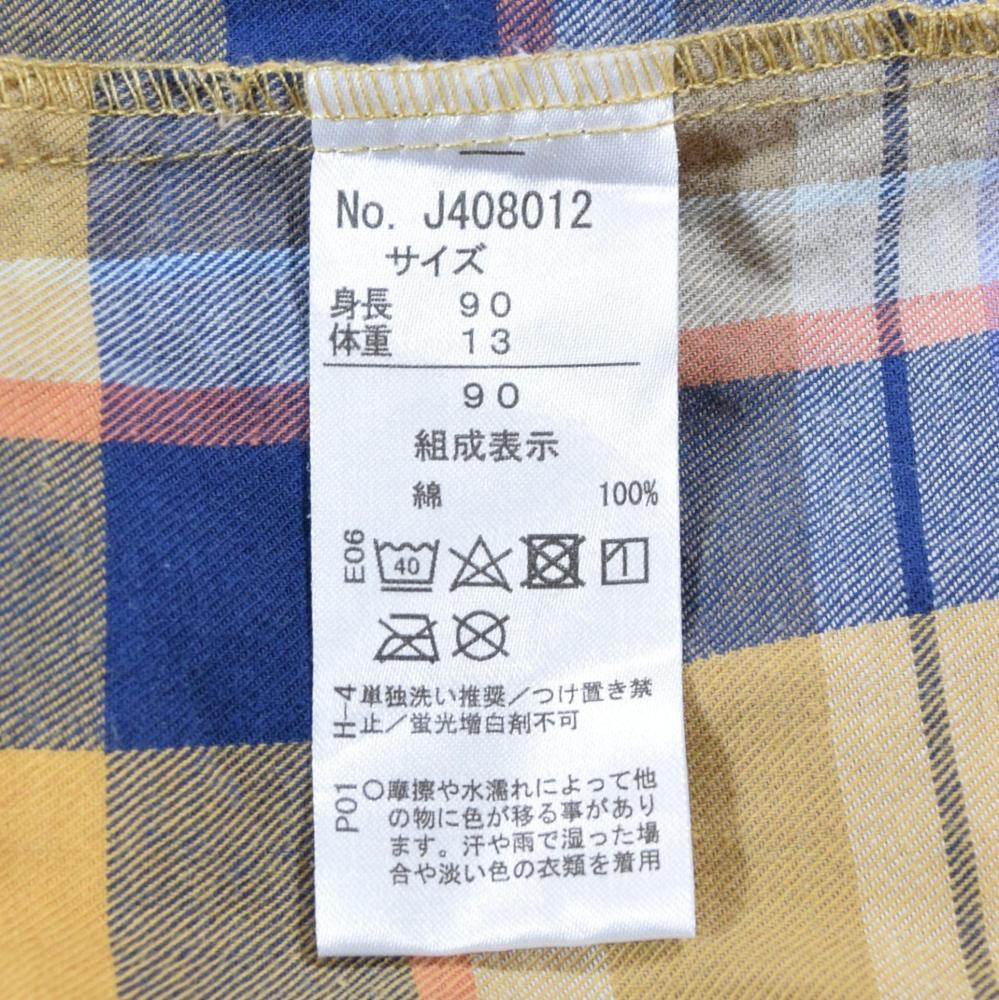 No. J408012
サイズ
身長 90
体重 13
90
組成表示
綿 100%
E06
40
1
H-4
単独洗い推奨/つけ置き禁
止/蛍光増白剤不可
P01
○摩擦や水濡れによって他
の物に色が移る事があり
ます。汗や雨で湿った場
合や淡い色の衣類を着用